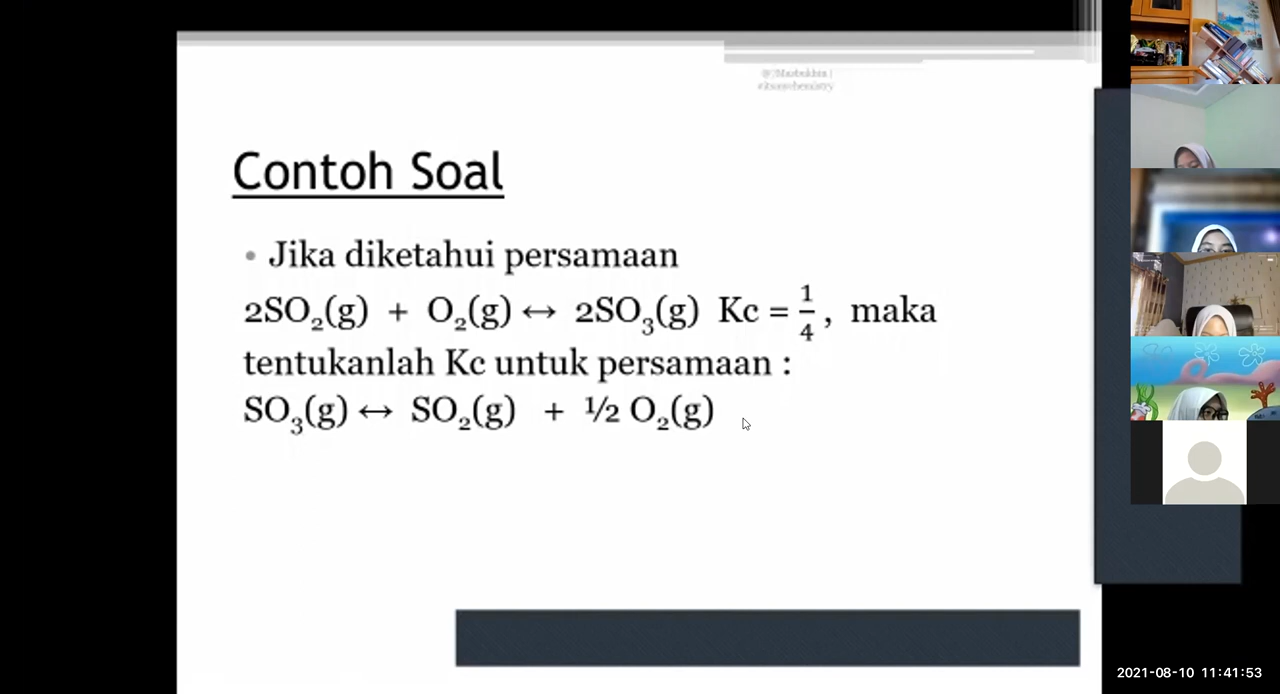 Contoh Soal
• Jika diketahui persamaan
2SO₂(g) + O₂(g) ↔ 2SO₃(g) Kc = 1/4 , maka
tentukanlah Kc untuk persamaan :
SO₃(g) ↔ SO₂(g) + ½ O₂(g)
2021-08-10 11:41:53